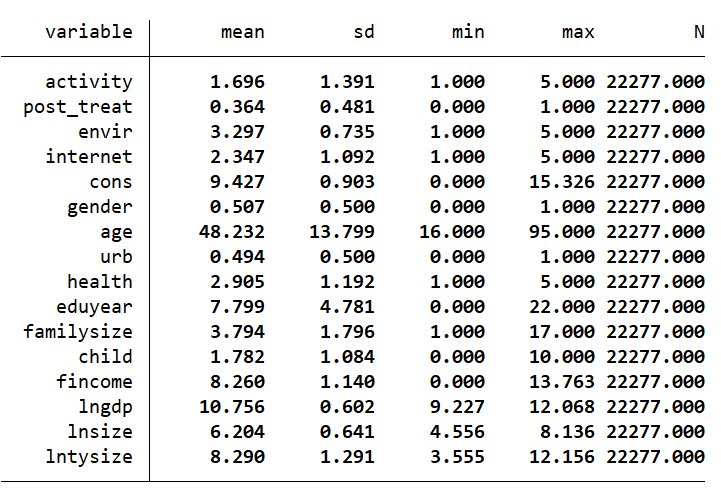 variable mean sd min max N
activity 1.696 1.391 1.000 5.000 22277.000
post_treat 0.364 0.481 0.000 1.000 22277.000
envir 3.297 0.735 1.000 5.000 22277.000
internet 2.347 1.092 1.000 5.000 22277.000
cons 9.427 0.903 0.000 15.326 22277.000
gender 0.507 0.500 0.000 1.000 22277.000
age 48.232 13.799 16.000 95.000 22277.000
urb 0.494 0.500 0.000 1.000 22277.000
health 2.905 1.192 1.000 5.000 22277.000
eduyear 7.799 4.781 0.000 22.000 22277.000
familysize 3.794 1.796 1.000 17.000 22277.000
child 1.782 1.084 0.000 10.000 22277.000
fincome 8.260 1.140 0.000 13.763 22277.000
lngdp 10.756 0.602 9.227 12.068 22277.000
lnsize 6.204 0.641 4.556 8.136 22277.000
lntysize 8.290 1.291 3.555 12.156 22277.000